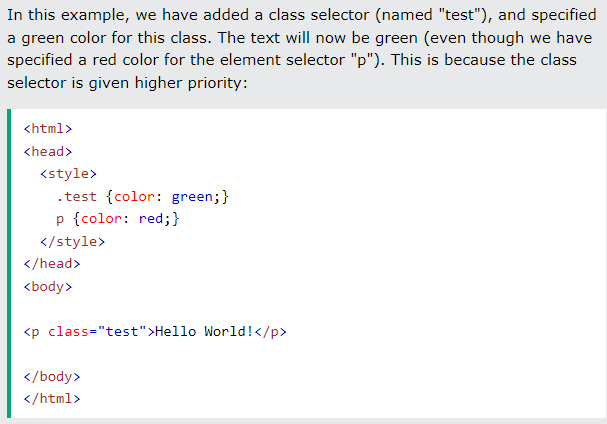 In this example, we have added a class selector (named "test"), and specified
a green color for this class. The text will now be green (even though we have
specified a red color for the element selector "p"). This is because the class
selector is given higher priority:
<html>
<head>
  <style>
    .test {color: green;}
    p {color: red;}
  </style>
</head>
<body>
<p class="test">Hello World!</p>
</body>
</html>